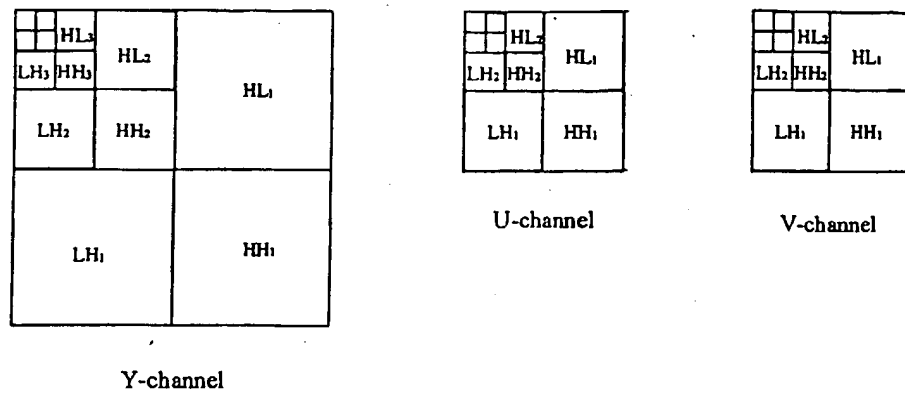 HL₃
LH₃ HH₃
HL₂
LH₂ HH₂
HL₁
LH₁ HH₁
Y-channel
HL₂
LH₂ HH₂
HL₁
LH₁ HH₁
U-channel
HL₂
LH₂ HH₂
HL₁
LH₁ HH₁
V-channel